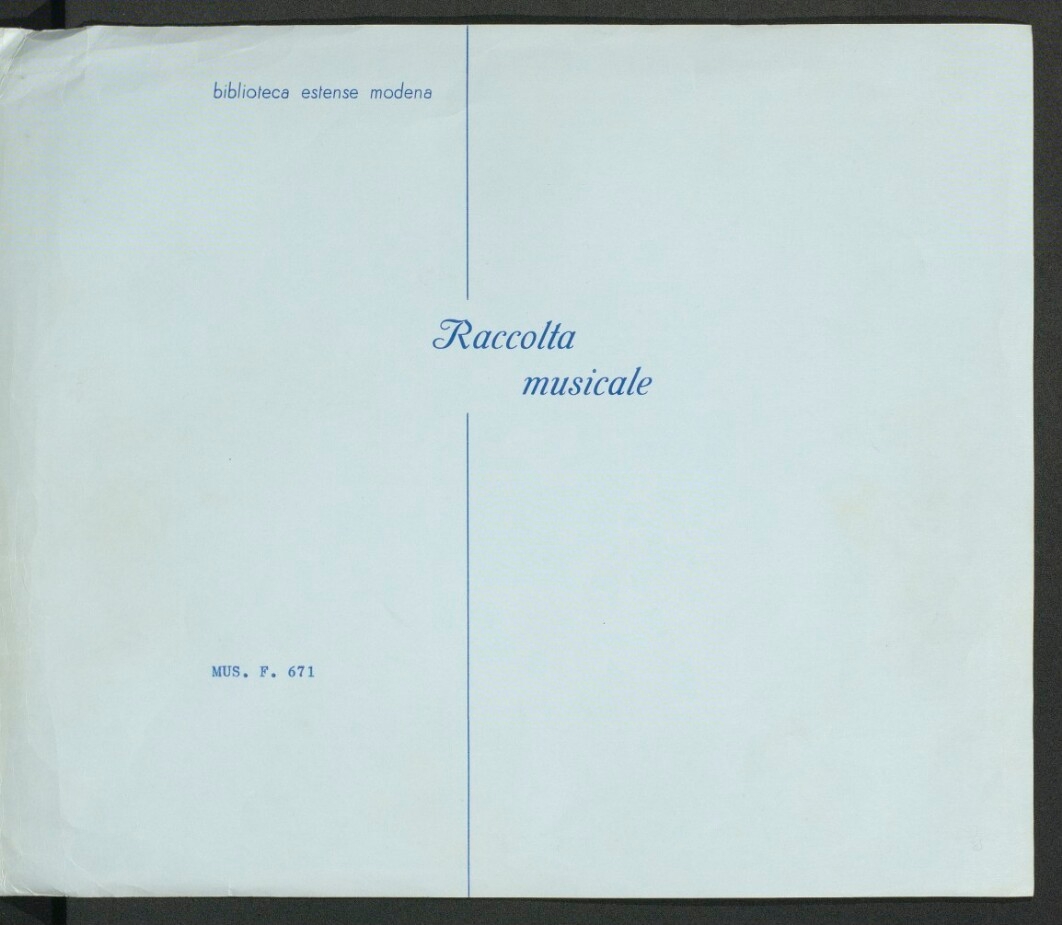 biblioteca estense modena
Raccolta
musicale
MUS. F. 671